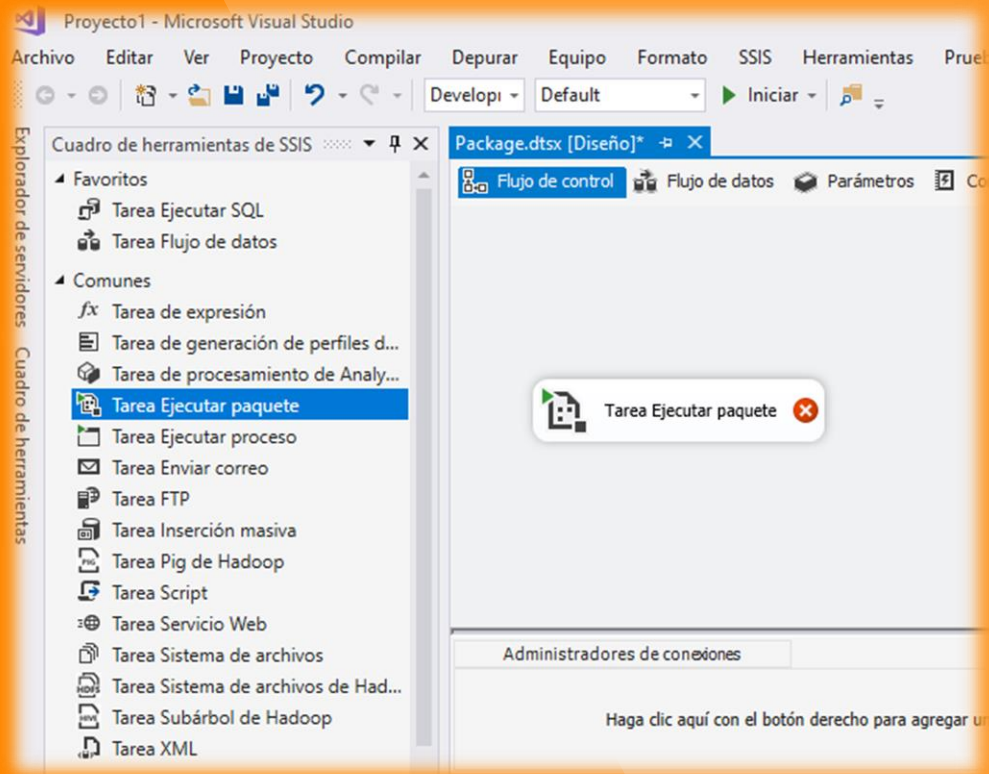 Proyecto1 - Microsoft Visual Studio
Archivo Editar Ver Proyecto Compilar Depurar Equipo Formato SSIS Herramientas Prueb
Default Iniciar
Explorador de servidores
Cuadro de herramientas
Cuadro de herramientas de SSIS
Favoritos
Tarea Ejecutar SQL
Tarea Flujo de datos
Comunes
fx Tarea de expresión
Tarea de generación de perfiles d...
Tarea de procesamiento de Analy...
Tarea Ejecutar paquete
Tarea Ejecutar proceso
Tarea Enviar correo
Tarea FTP
Tarea Inserción masiva
Tarea Pig de Hadoop
Tarea Script
Tarea Servicio Web
Tarea Sistema de archivos
Tarea Sistema de archivos de Had...
Tarea Subárbol de Hadoop
Tarea XML
Package.dtsx [Diseño]*
Flujo de control Flujo de datos Parámetros
Tarea Ejecutar paquete
Administradores de conexiones
Haga clic aquí con el botón derecho para agregar